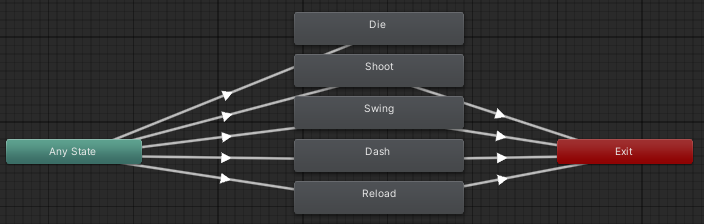 Die
Shoot
Swing
Any State
Dash
Exit
Reload